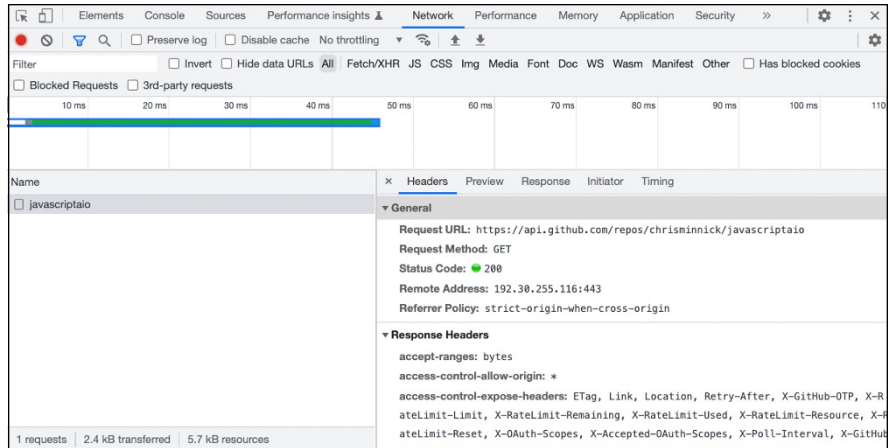 Elements Console Sources Performance insights Network Performance Memory Application Security »
Preserve log Disable cache No throttling
Filter Invert Hide data URLs All Fetch/XHR JS CSS Img Media Font Doc WS Wasm Manifest Other Has blocked cookies
Blocked Requests 3rd-party requests
10 ms 20 ms 30 ms 40 ms 50 ms 60 ms 70 ms 80 ms 90 ms 100 ms 110
Name
javascriptaio
× Headers Preview Response Initiator Timing
General
Request URL: https://api.github.com/repos/chrisminnick/javascriptaio
Request Method: GET
Status Code: 200
Remote Address: 192.30.255.116:443
Referrer Policy: strict-origin-when-cross-origin
Response Headers
accept-ranges: bytes
access-control-allow-origin: *
access-control-expose-headers: ETag, Link, Location, Retry-After, X-GitHub-OTP, X-R
ateLimit-Limit, X-RateLimit-Remaining, X-RateLimit-Used, X-RateLimit-Resource, X-R
ateLimit-Reset, X-OAuth-Scopes, X-Accepted-OAuth-Scopes, X-Poll-Interval, X-GitHub
1 requests 2.4 kB transferred 5.7 kB resources